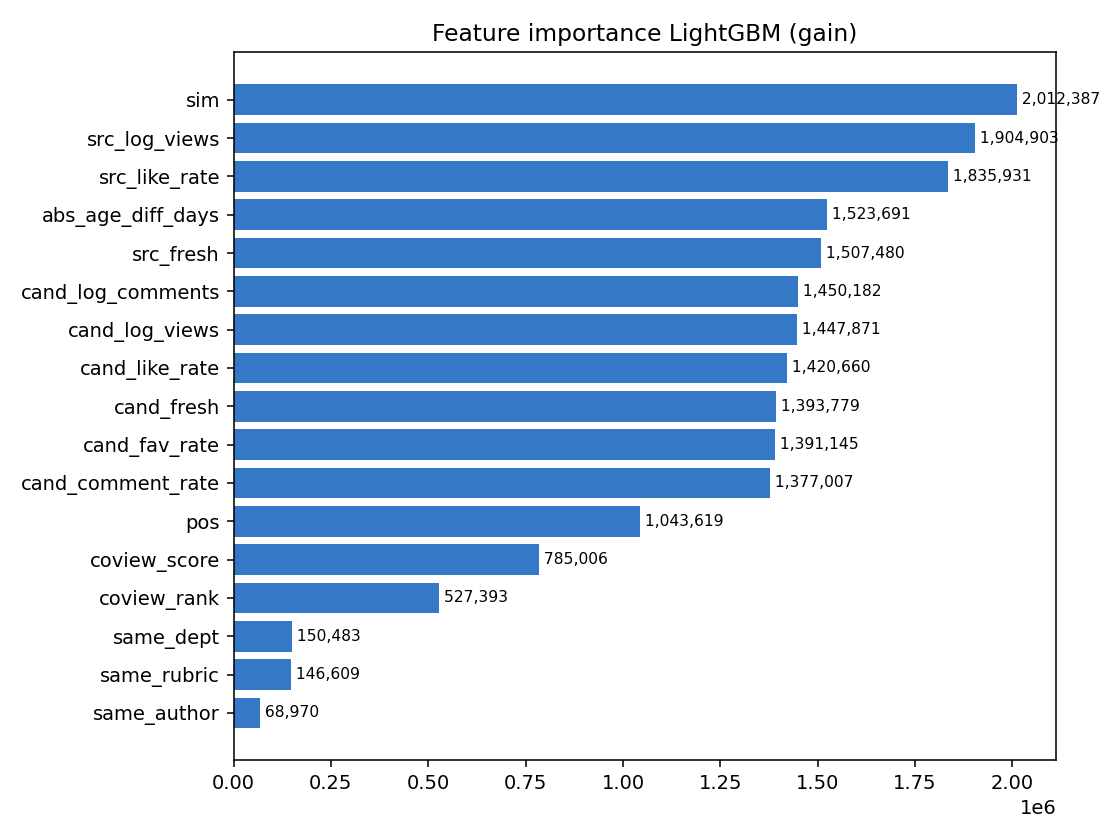 Feature importance LightGBM (gain)
sim 2,012,387
src_log_views 1,904,903
src_like_rate 1,835,931
abs_age_diff_days 1,523,691
src_fresh 1,507,480
cand_log_comments 1,450,182
cand_log_views 1,447,871
cand_like_rate 1,420,660
cand_fresh 1,393,779
cand_fav_rate 1,391,145
cand_comment_rate 1,377,007
pos 1,043,619
coview_score 785,006
coview_rank 527,393
same_dept 150,483
same_rubric 146,609
same_author 68,970
0.00 0.25 0.50 0.75 1.00 1.25 1.50 1.75 2.00
1e6